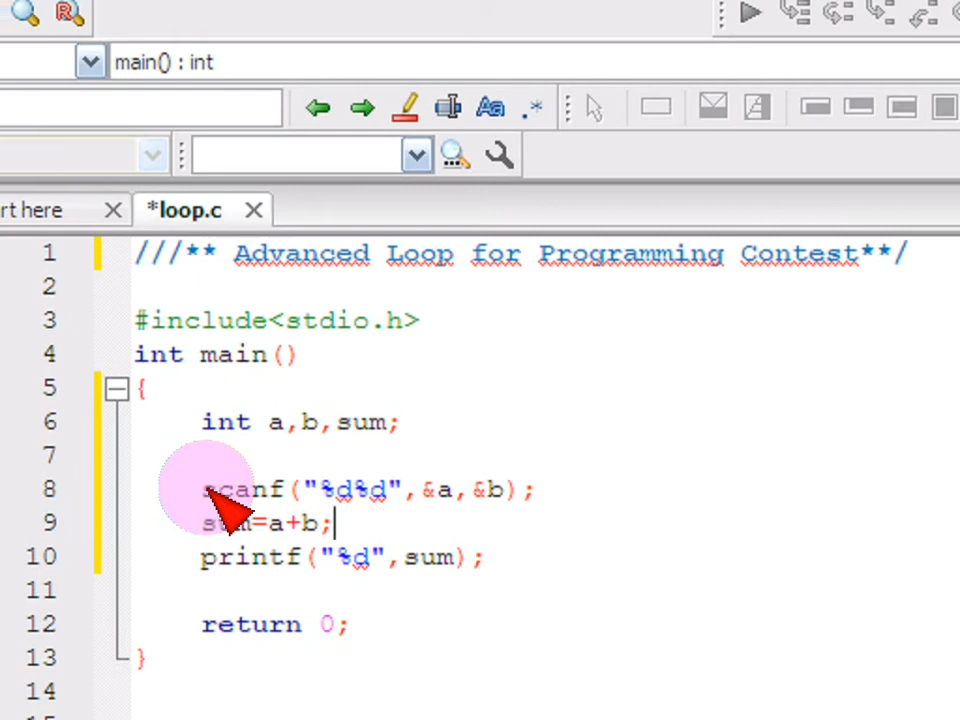 main() : int
rt here
*loop.c
1 ///** Advanced Loop for Programming Contest**/
2
3 #include<stdio.h>
4 int main()
5 {
6 int a,b,sum;
7
8 scanf("%d%d",&a,&b);
9 sum=a+b;
10 printf("%d",sum);
11
12 return 0;
13 }
14